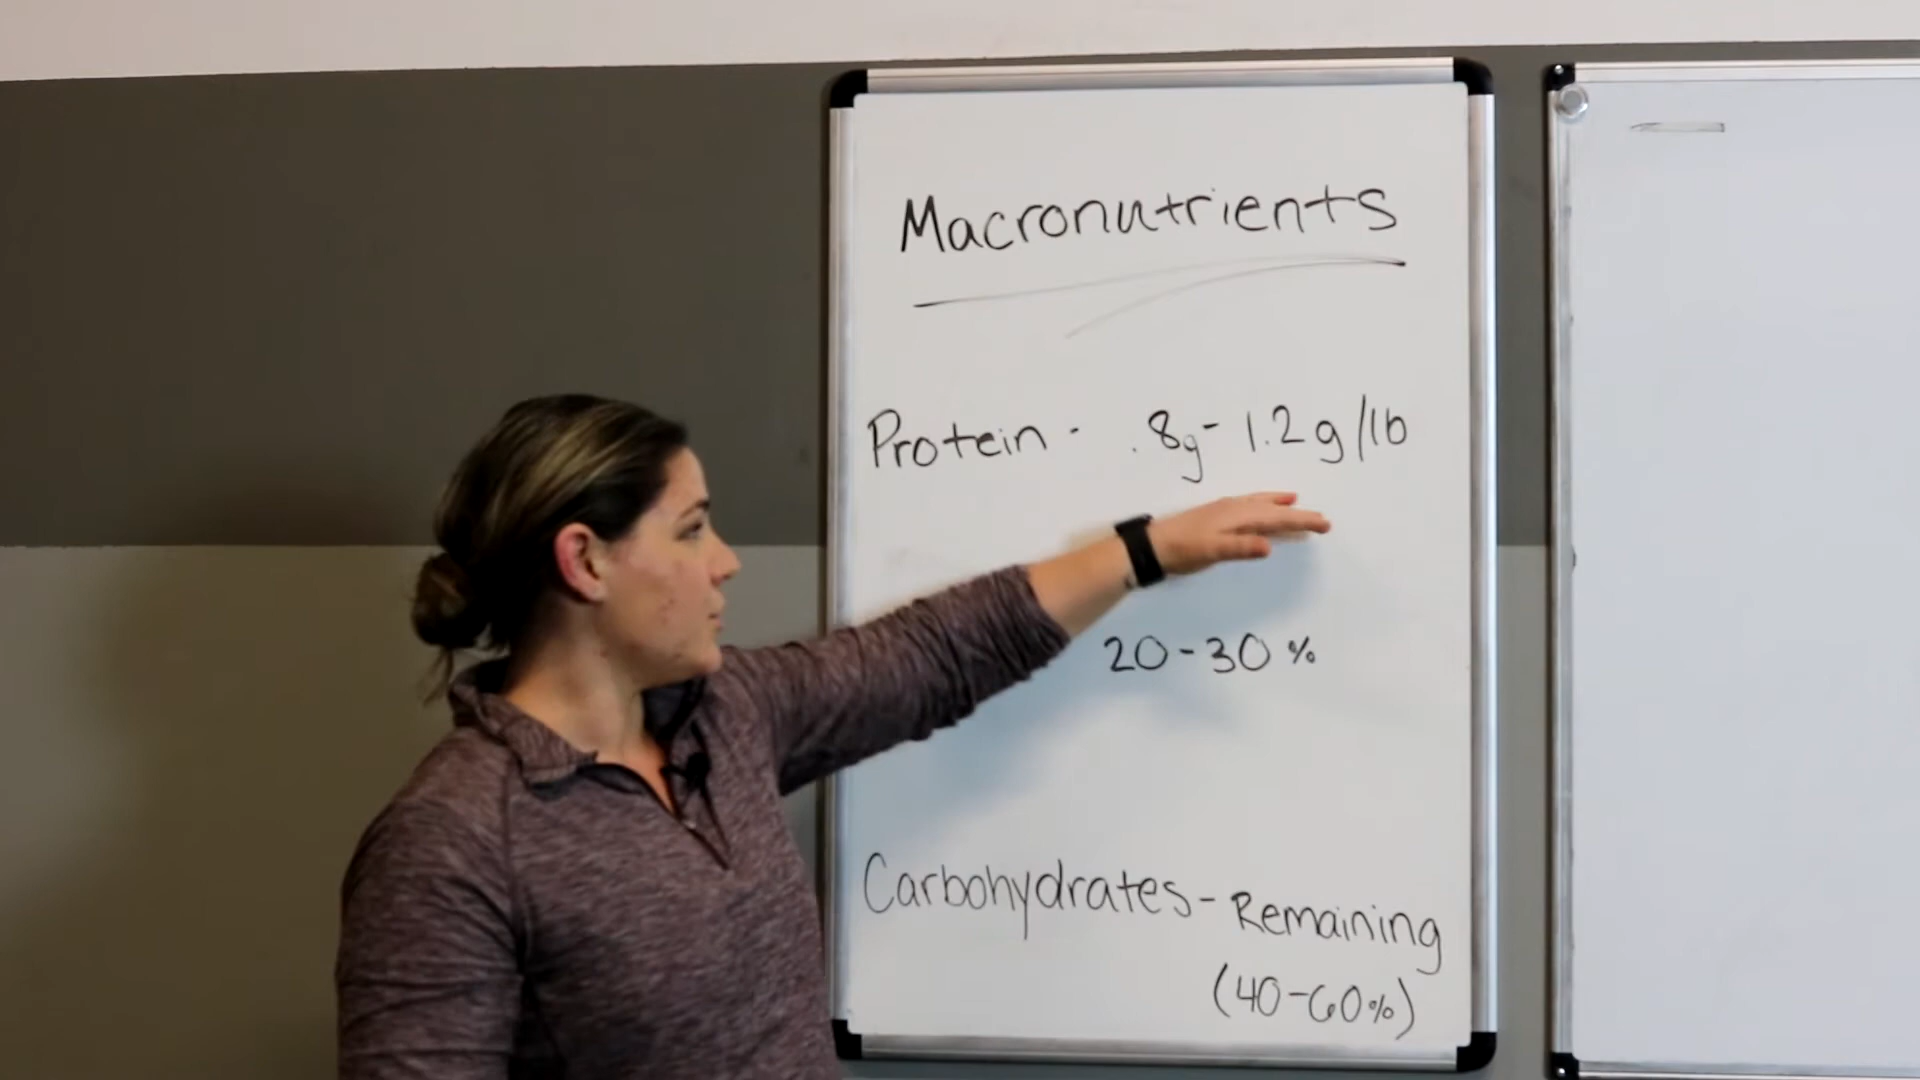 Macronutrients
Protein - .8g- 1.2g/lb
20-30%
Carbohydrates - Remaining
(40-60%)